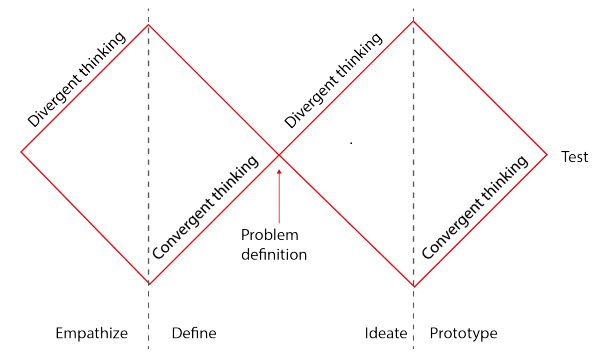 Divergent thinking
Divergent thinking
Convergent thinking
Convergent thinking
Test
Problem
definition
Empathize
Define
Ideate
Prototype